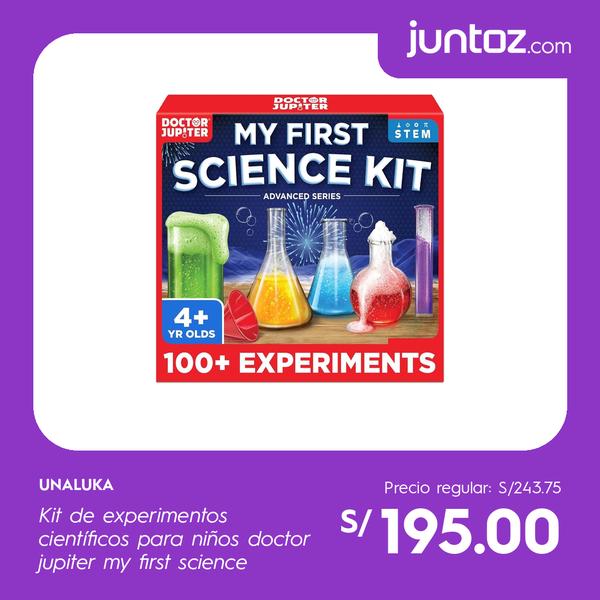 juntoz.com
DOCTOR
JUPITER
DOCTOR
JUPITER
MY FIRST
STEM
SCIENCE KIT
ADVANCED SERIES
4+
YR OLDS
100+ EXPERIMENTS
UNALUKA
Kit de experimentos
científicos para niños doctor
jupiter my first science
Precio regular: S/243.75
S/195.00